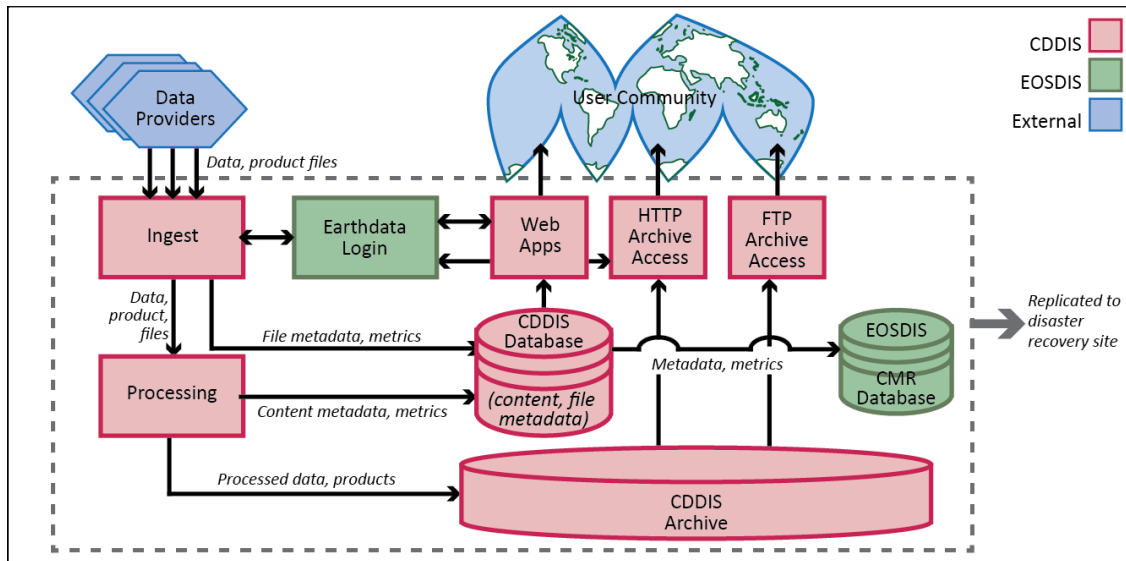 CDDIS
EOSDIS
External
Data
Providers
User Community
Data, product files
Ingest
Earthdata
Login
Web
Apps
HTTP
Archive
Access
FTP
Archive
Access
Data,
product,
files
File metadata, metrics
CDDIS
Database
(content, file
metadata)
Metadata, metrics
EOSDIS
CMR
Database
Replicated to
disaster
recovery site
Processing
Content metadata, metrics
Processed data, products
CDDIS
Archive